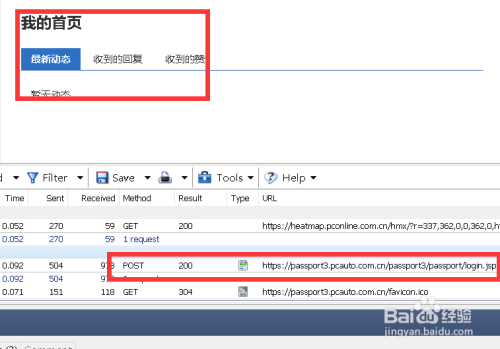 我的首页
最新动态 收到的回复 收到的赞
暂无动态
Filter Save Tools Help
Time Sent Received Method Result Type URL
0.052 270 59 GET 200 https://heatmap.pconline.com.cn/hmx/?r=337,362,0,0,362,0,h
0.052 270 59 1 request
0.092 504 POST 200 https://passport3.pcauto.com.cn/passport3/passport/login.jsp
0.092 504
0.071 151 118 GET 304 https://passport3.pcauto.com.cn/favicon.ico
Baidu 经验
jingyan.baidu.com
Comment